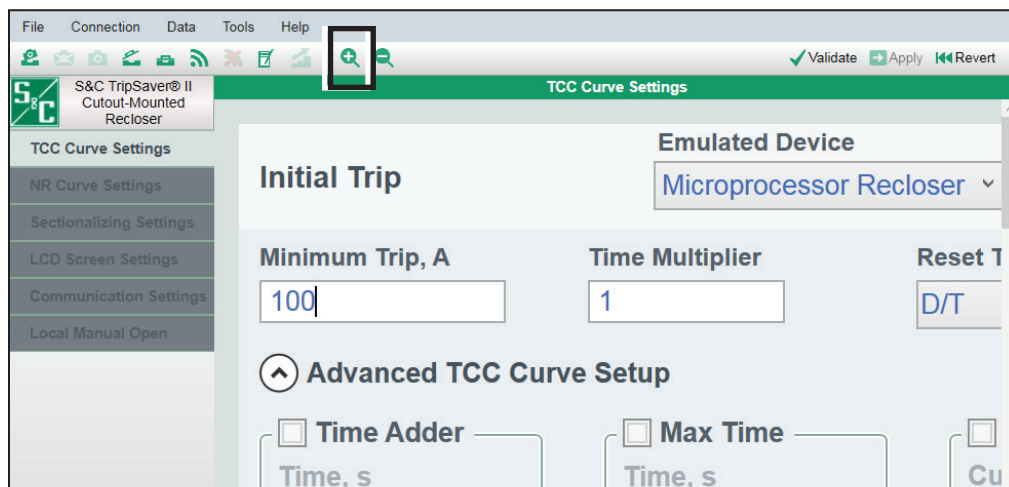 File Connection Data Tools Help
Validate Apply Revert
S&C
S&C TripSaver® II
Cutout-Mounted
Recloser
TCC Curve Settings
TCC Curve Settings
NR Curve Settings
Sectionalizing Settings
LCD Screen Settings
Communication Settings
Local Manual Open
Initial Trip
Emulated Device
Microprocessor Recloser
Minimum Trip, A
Time Multiplier
Reset T
100
1
D/T
Advanced TCC Curve Setup
Time Adder
Max Time
Time, s
Time, s
Cu